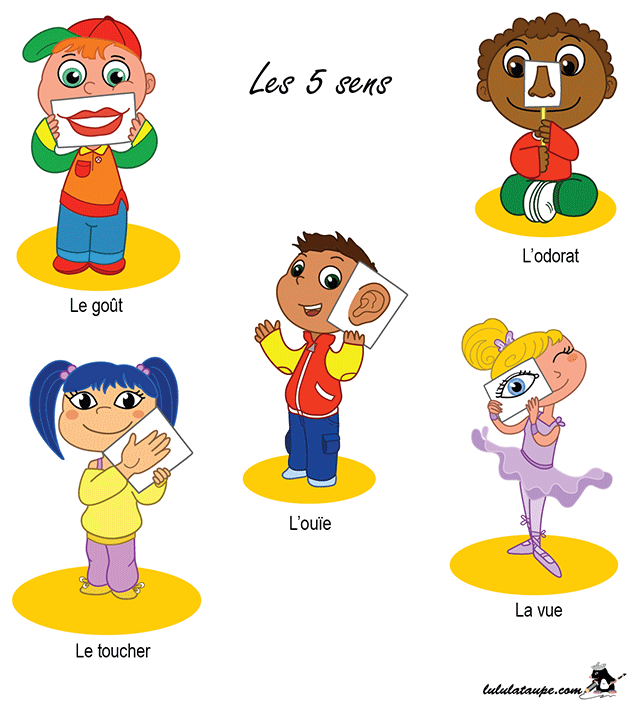 Les 5 sens
L'odorat
Le goût
L'ouïe
La vue
Le toucher
lululataupe.com